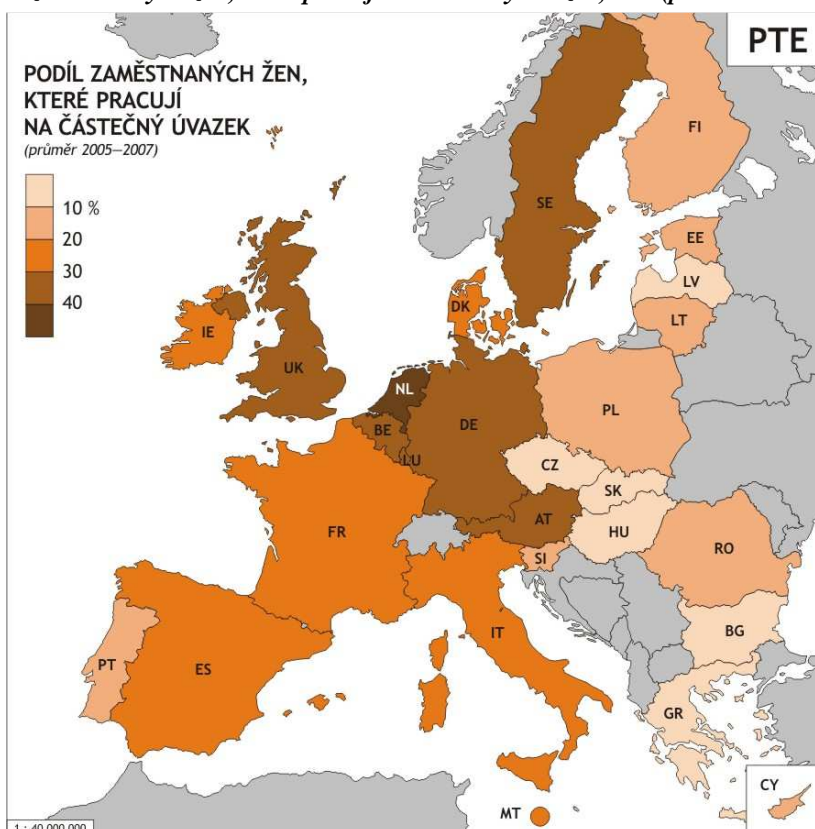 PTE
PODÍL ZAMĚSTNANÝCH ŽEN,
KTERÉ PRACUJÍ
NA ČÁSTEČNÝ ÚVAZEK
(průměr 2005–2007)
10 %
20
30
40
FI
SE
EE
LV
LT
DK
IE
UK
NL
BE
DE
LU
PL
CZ
SK
AT
HU
FR
SI
RO
IT
BG
PT
ES
GR
CY
MT
1 : 40 000 000